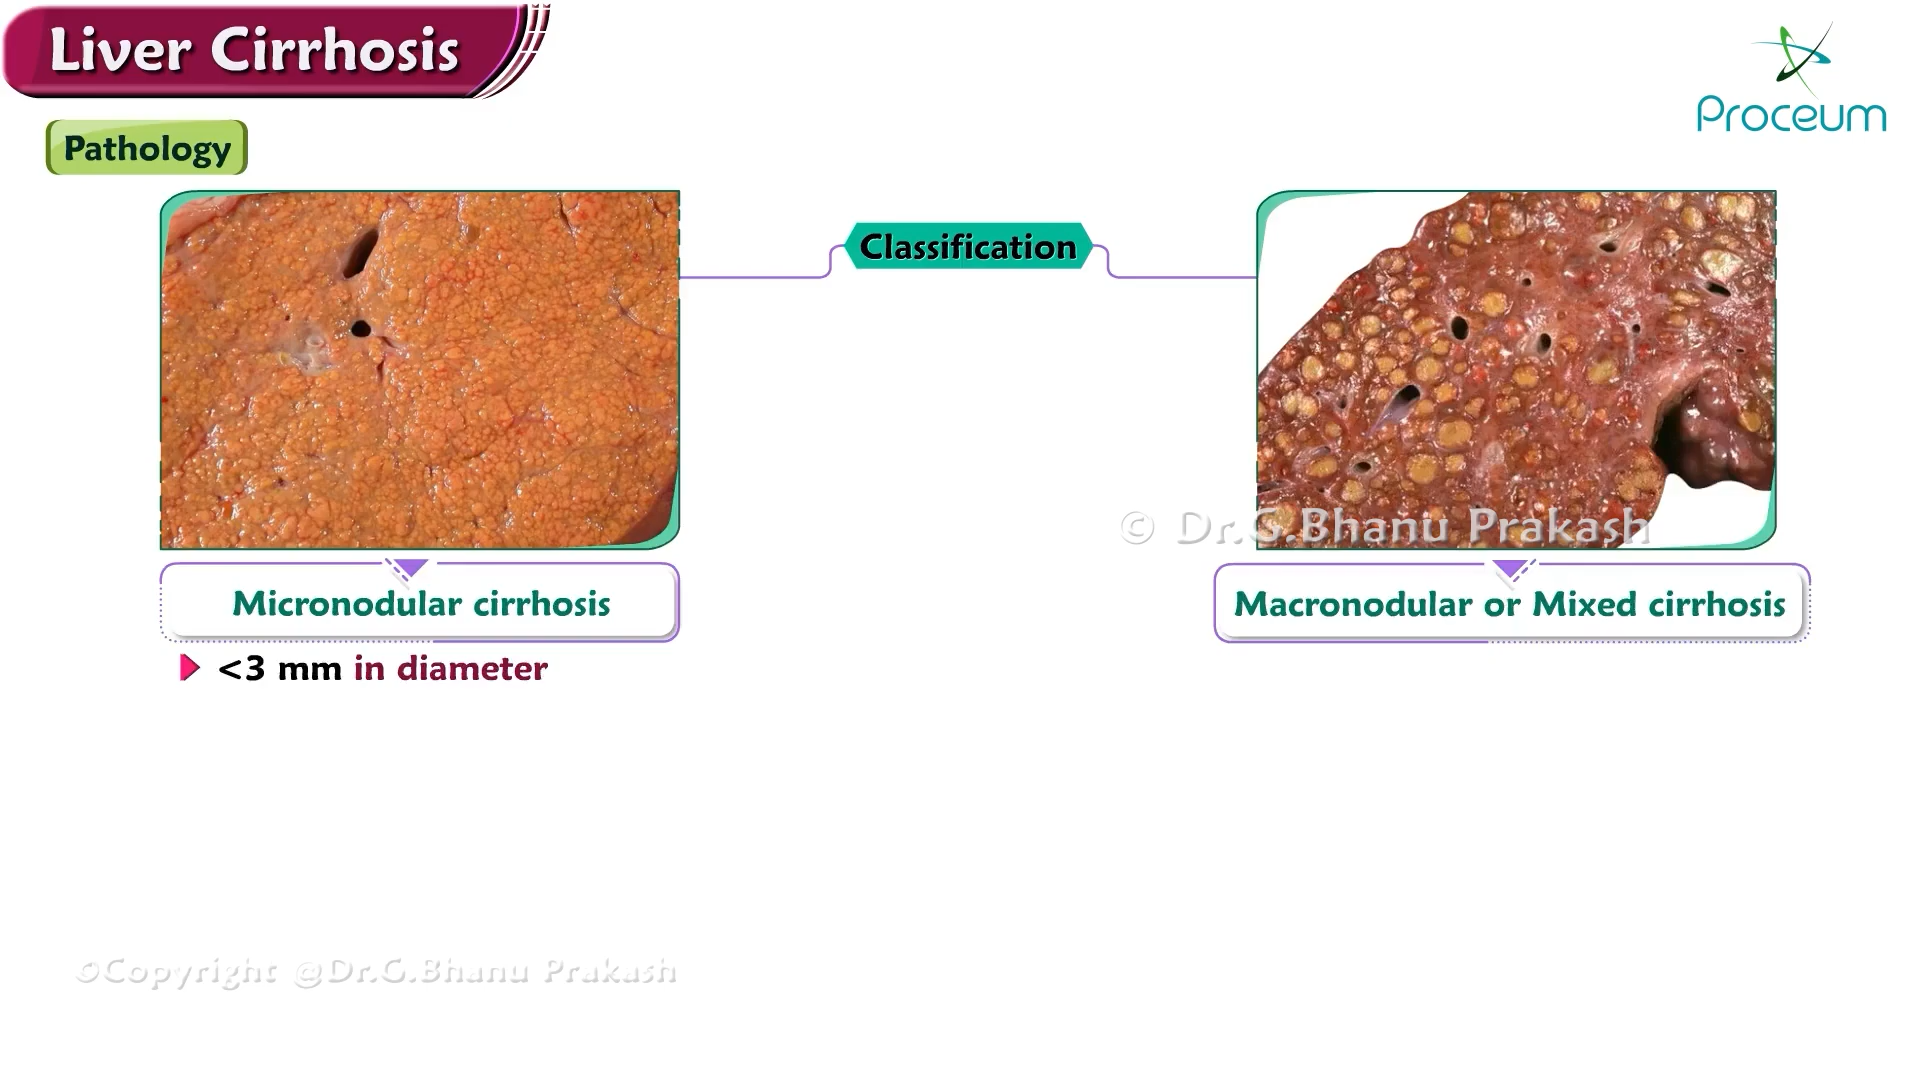 Liver Cirrhosis
Proceum
Pathology
Classification
© Dr.G.Bhanu Prakash
Micronodular cirrhosis
Macronodular or Mixed cirrhosis
<3 mm in diameter
©Copyright @Dr.G.Bhanu Prakash